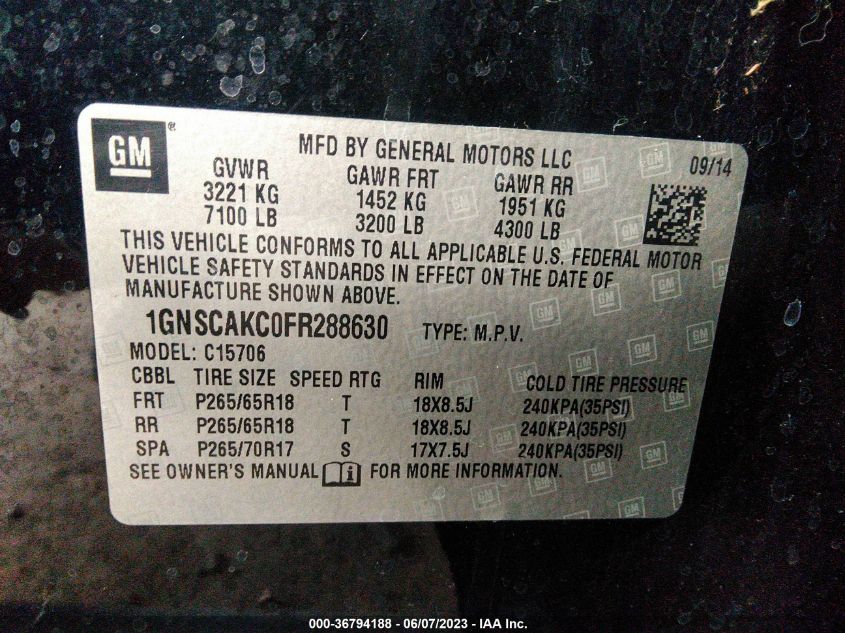 GM ®
MFD BY GENERAL MOTORS LLC
09/14
GVWR GAWR FRT GAWR RR
3221 KG 1452 KG 1951 KG
7100 LB 3200 LB 4300 LB
THIS VEHICLE CONFORMS TO ALL APPLICABLE U.S. FEDERAL MOTOR
VEHICLE SAFETY STANDARDS IN EFFECT ON THE DATE OF
MANUFACTURE SHOWN ABOVE.
1GNSCAKC0FR288630 TYPE: M.P.V.
MODEL: C15706
CBBL TIRE SIZE SPEED RTG RIM COLD TIRE PRESSURE
FRT P265/65R18 T 18X8.5J 240KPA(35PSI)
RR P265/65R18 T 18X8.5J 240KPA(35PSI)
SPA P265/70R17 S 17X7.5J 240KPA(35PSI)
SEE OWNER'S MANUAL i FOR MORE INFORMATION.
000-36794188 - 06/07/2023 - IAA Inc.